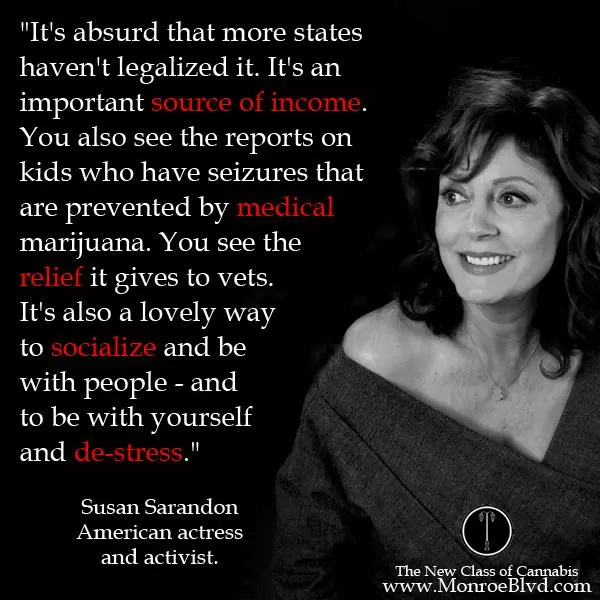 "It's absurd that more states
haven't legalized it. It's an
important source of income.
You also see the reports on
kids who have seizures that
are prevented by medical
marijuana. You see the
relief it gives to vets.
It's also a lovely way
to socialize and be
with people - and
to be with yourself
and de-stress."
Susan Sarandon
American actress
and activist.
The New Class of Cannabis
www.MonroeBlvd.com